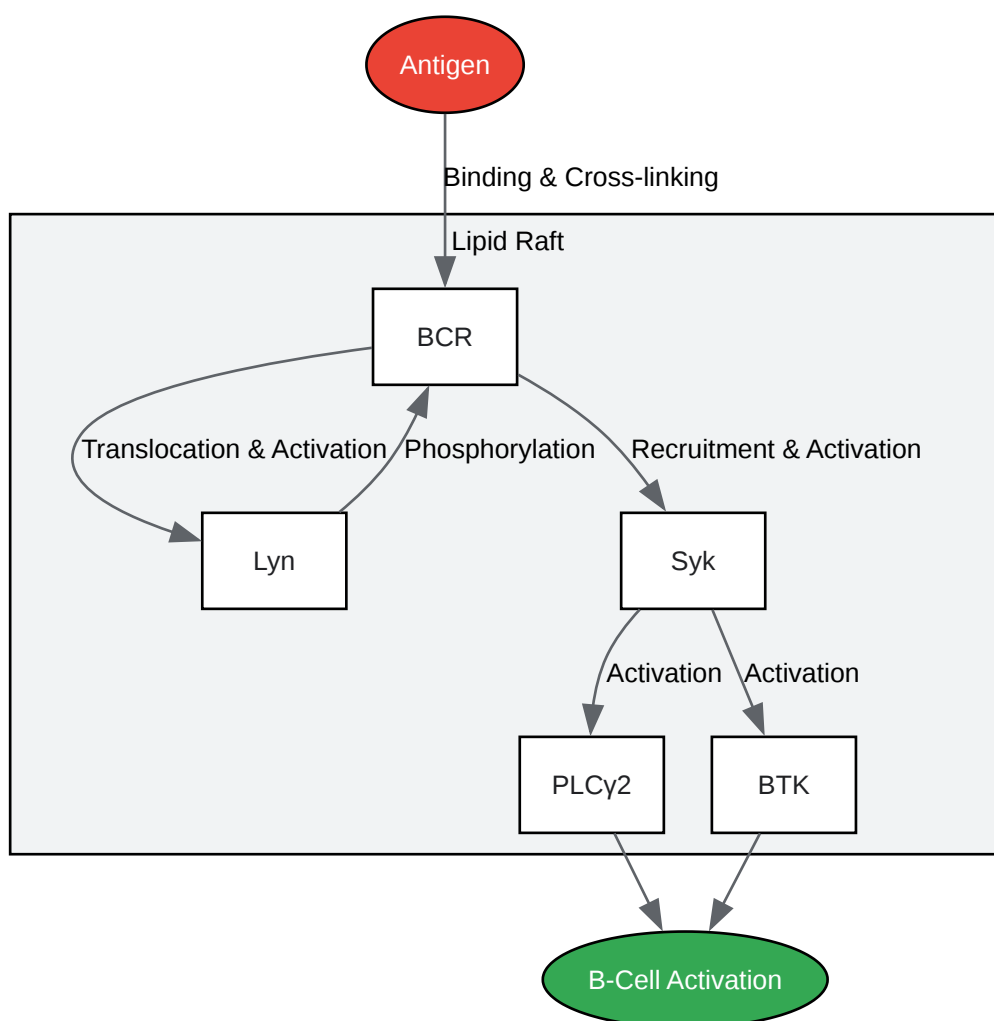 Antigen
Binding & Cross-linking
Lipid Raft
BCR
Translocation & Activation
Phosphorylation
Recruitment & Activation
Lyn
Syk
Activation
Activation
PLCγ2
BTK
B-Cell Activation